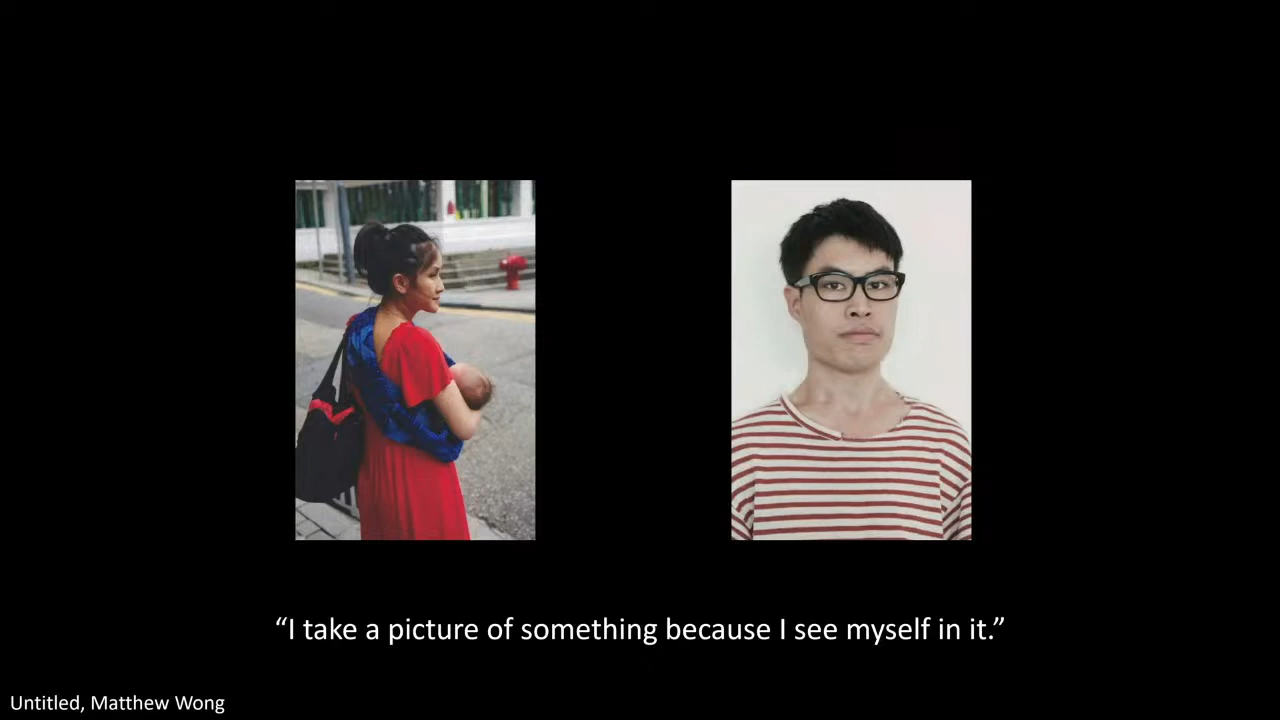 “I take a picture of something because I see myself in it.”
Untitled, Matthew Wong